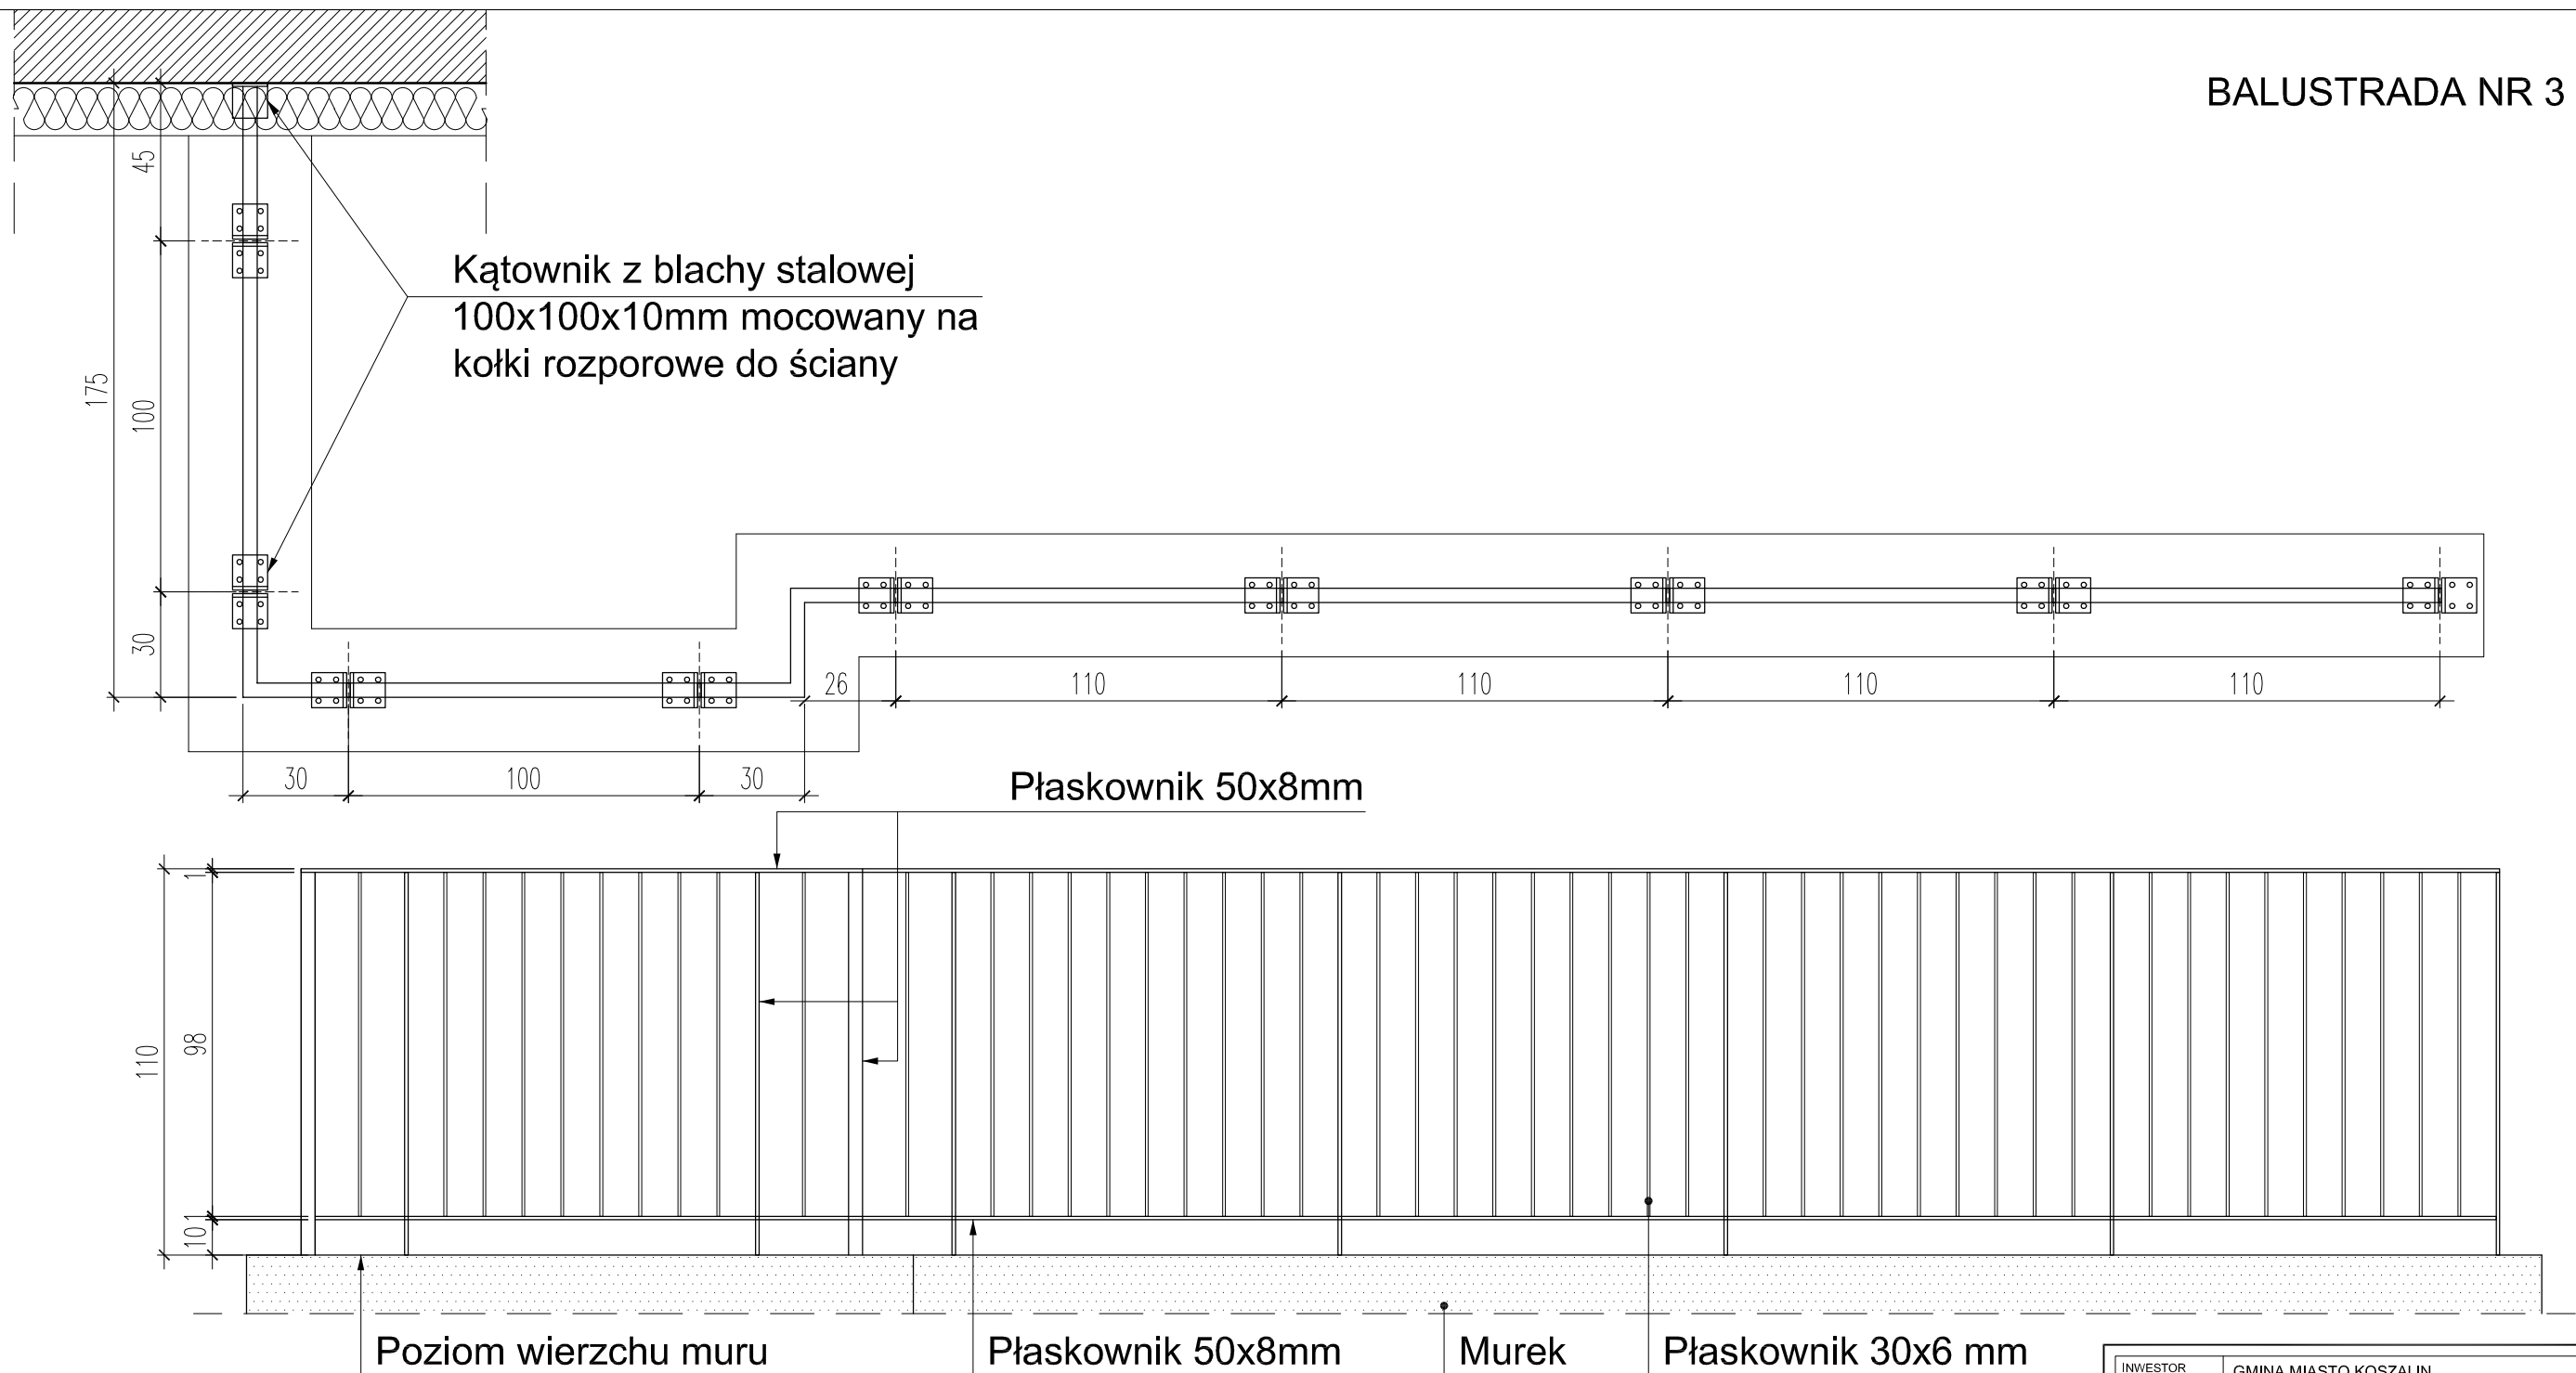 BALUSTRADA NR 3
45
Kątownik z blachy stalowej
100x100x10mm mocowany na
kołki rozporowe do ściany
175
100
30
26
110
110
110
110
30
100
30
Płaskownik 50x8mm
1
98
110
1
10
Poziom wierzchu muru
Płaskownik 50x8mm
Murek
Płaskownik 30x6 mm
INWESTOR
GMINA MIASTO KOSZALIN